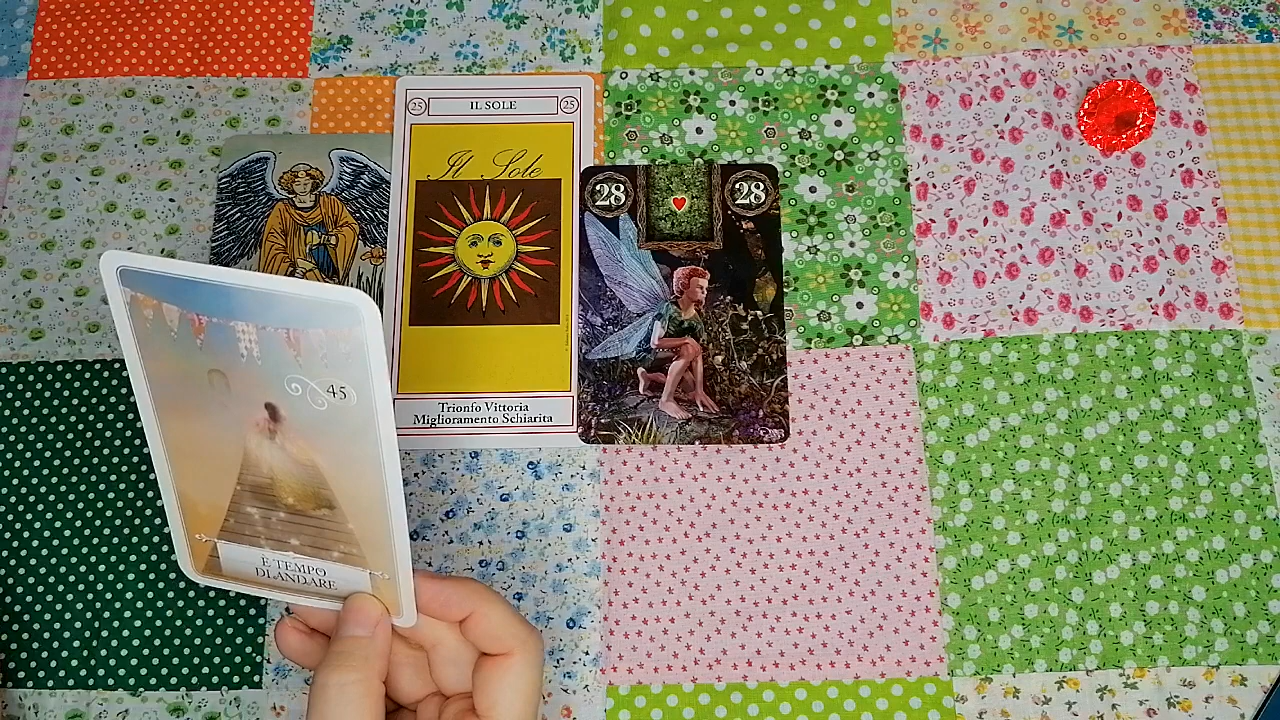 25 IL SOLE 25
Il Sole
Trionfo Vittoria
Miglioramento Schiarita
28 28
45
È TEMPO
DI ANDARE